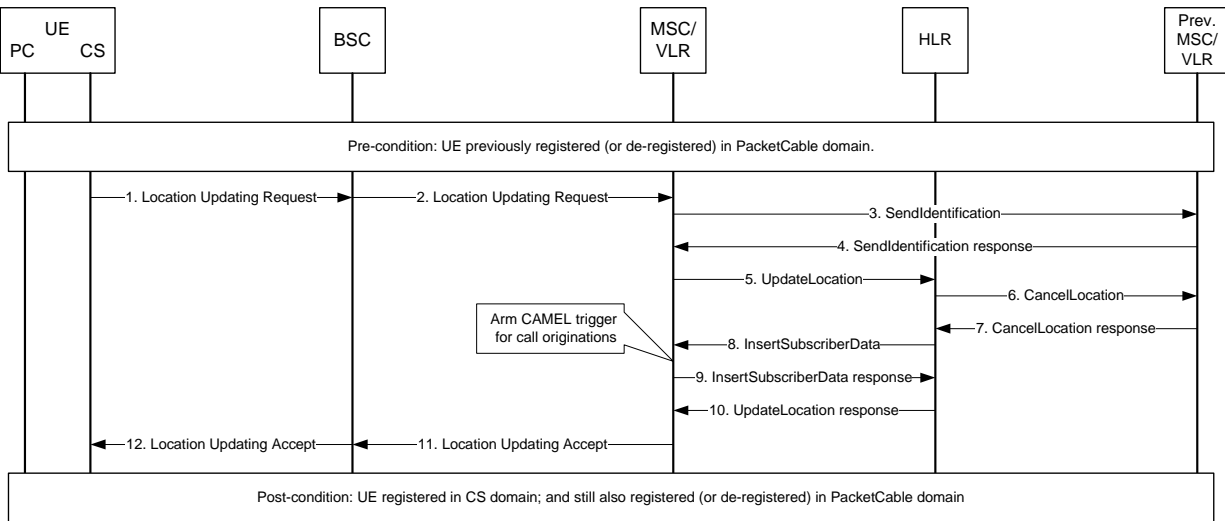 UE
PC CS
BSC
MSC/
VLR
HLR
Prev.
MSC/
VLR
Pre-condition: UE previously registered (or de-registered) in PacketCable domain.
1. Location Updating Request
2. Location Updating Request
3. SendIdentification
4. SendIdentification response
5. UpdateLocation
6. CancelLocation
Arm CAMEL trigger
for call originations
7. CancelLocation response
8. InsertSubscriberData
9. InsertSubscriberData response
10. UpdateLocation response
12. Location Updating Accept
11. Location Updating Accept
Post-condition: UE registered in CS domain; and still also registered (or de-registered) in PacketCable domain